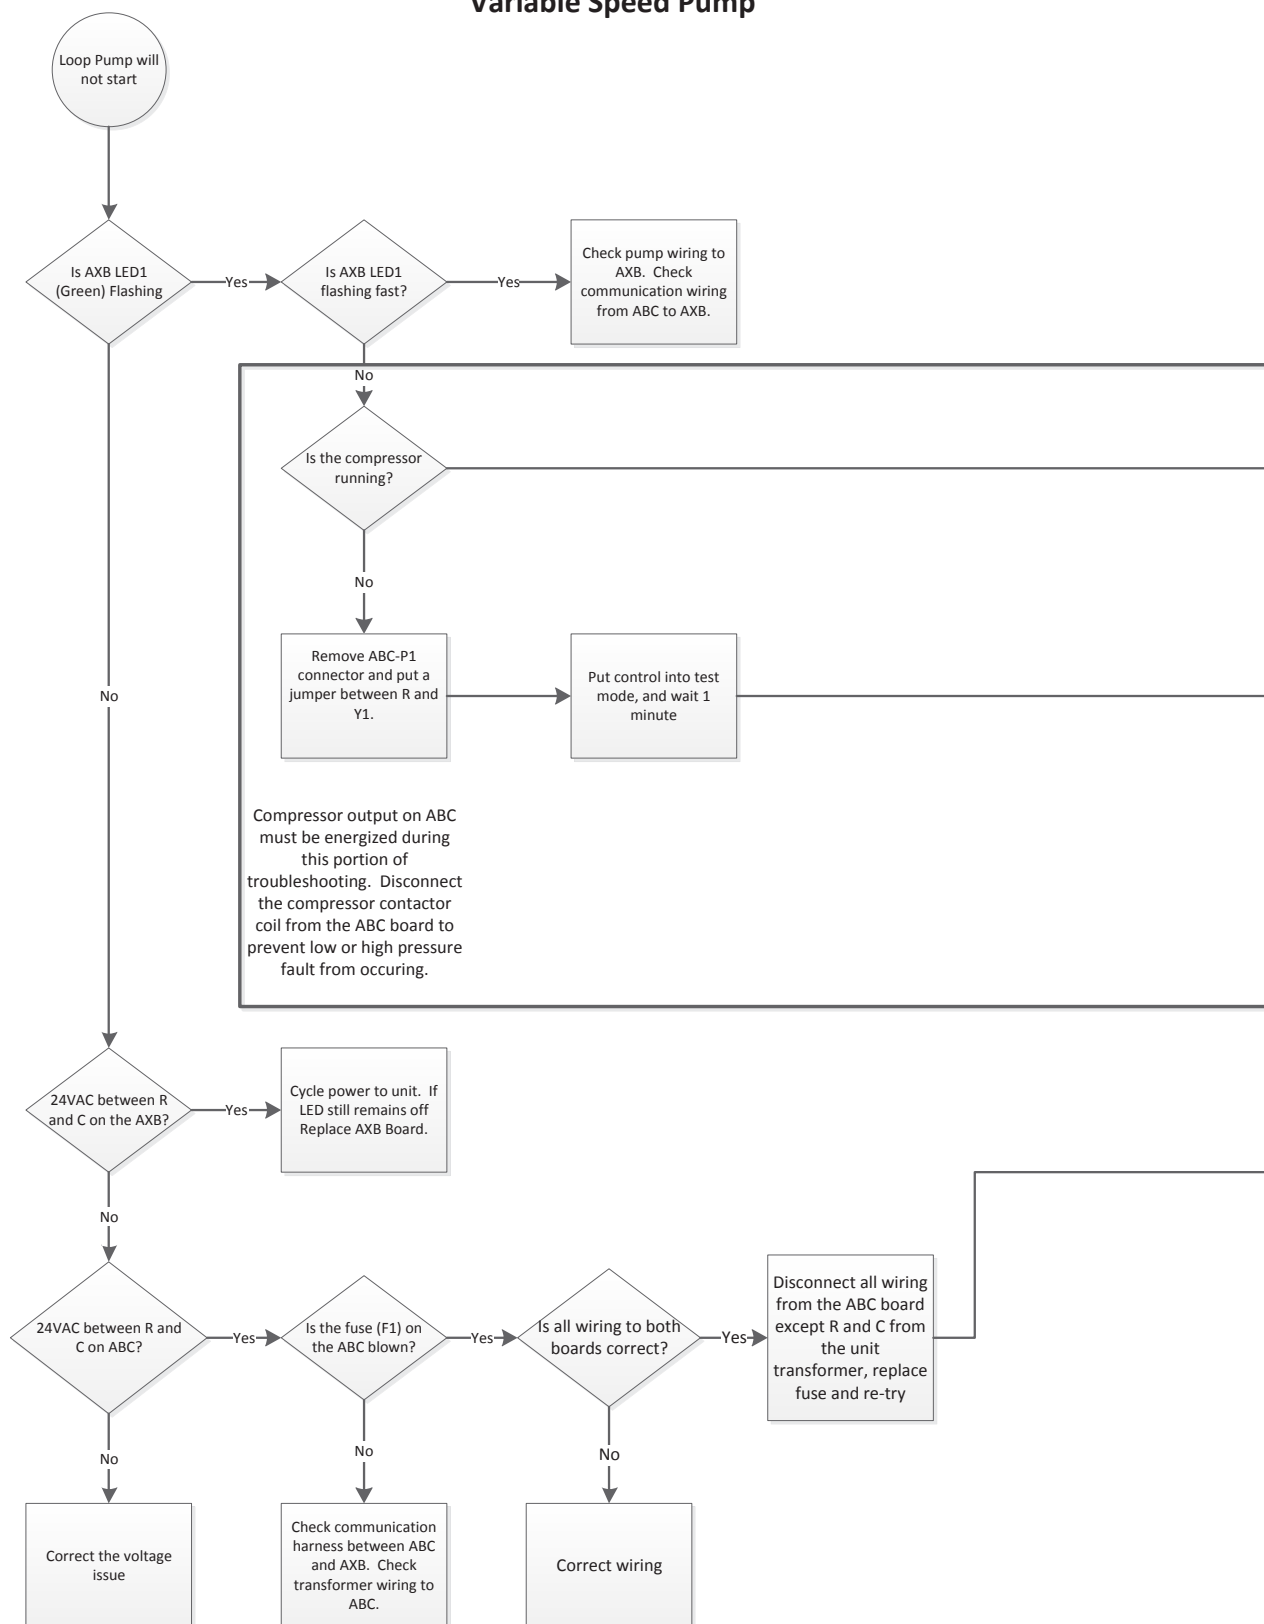 Variable Speed Pump
Loop Pump will
not start
Is AXB LED1
(Green) Flashing
Yes
Is AXB LED1
flashing fast?
Yes
Check pump wiring to
AXB. Check
communication wiring
from ABC to AXB.
No
Is the compressor
running?
No
Remove ABC-P1
connector and put a
jumper between R and
Y1.
Put control into test
mode, and wait 1
minute
No
Compressor output on ABC
must be energized during
this portion of
troubleshooting. Disconnect
the compressor contactor
coil from the ABC board to
prevent low or high pressure
fault from occuring.
24VAC between R
and C on the AXB?
Yes
Cycle power to unit. If
LED still remains off
Replace AXB Board.
No
24VAC between R and
C on ABC?
Yes
Is the fuse (F1) on
the ABC blown?
Yes
Is all wiring to both
boards correct?
Yes
Disconnect all wiring
from the ABC board
except R and C from
the unit
transformer, replace
fuse and re-try
No
No
No
Correct the voltage
issue
Check communication
harness between ABC
and AXB. Check
transformer wiring to
ABC.
Correct wiring